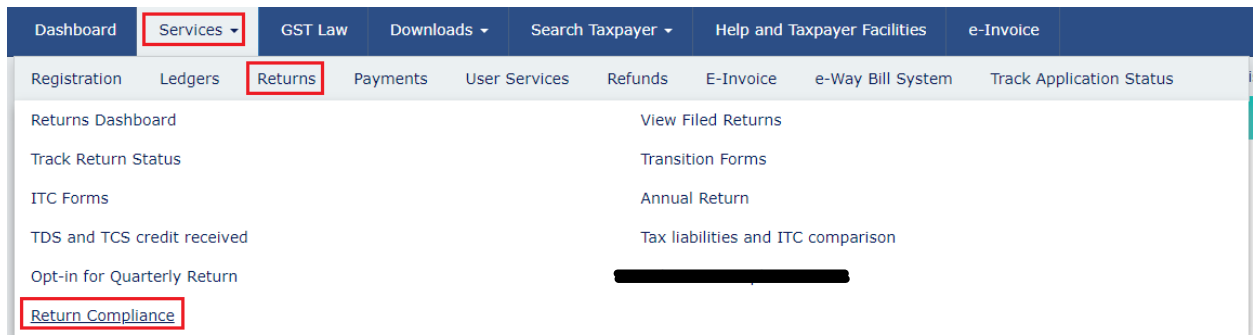 Dashboard Services GST Law Downloads Search Taxpayer Help and Taxpayer Facilities e-Invoice
Registration Ledgers Returns Payments User Services Refunds E-Invoice e-Way Bill System Track Application Status
Returns Dashboard View Filed Returns
Track Return Status Transition Forms
ITC Forms Annual Return
TDS and TCS credit received Tax liabilities and ITC comparison
Opt-in for Quarterly Return
Return Compliance